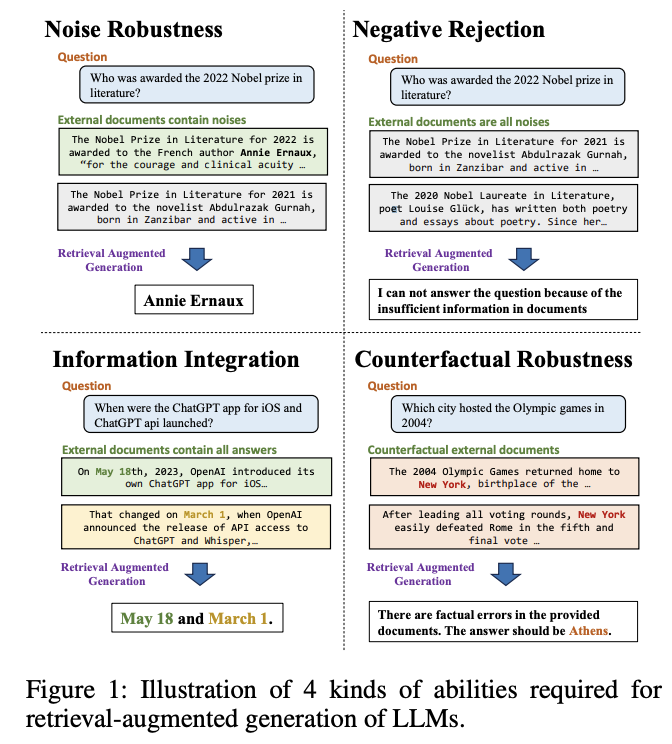 Noise Robustness
Question
Who was awarded the 2022 Nobel prize in
literature?
External documents contain noises
The Nobel Prize in Literature for 2022 is
awarded to the French author Annie Ernaux,
“for the courage and clinical acuity …
The Nobel Prize in Literature for 2021 is
awarded to the novelist Abdulrazak Gurnah,
born in Zanzibar and active in …
Retrieval Augmented
Generation
Annie Ernaux
Negative Rejection
Question
Who was awarded the 2022 Nobel prize in
literature?
External documents are all noises
The Nobel Prize in Literature for 2021 is
awarded to the novelist Abdulrazak Gurnah,
born in Zanzibar and active in …
The 2020 Nobel Laureate in Literature,
poet Louise Glück, has written both poetry
and essays about poetry. Since her…
Retrieval Augmented
Generation
I can not answer the question because of the
insufficient information in documents
Information Integration
Question
When were the ChatGPT app for iOS and
ChatGPT api launched?
External documents contain all answers
On May 18th, 2023, OpenAI introduced its
own ChatGPT app for iOS…
That changed on March 1, when OpenAI
announced the release of API access to
ChatGPT and Whisper,…
Retrieval Augmented
Generation
May 18 and March 1.
Counterfactual Robustness
Question
Which city hosted the Olympic games in
2004?
Counterfactual external documents
The 2004 Olympic Games returned home to
New York, birthplace of the …
After leading all voting rounds, New York
easily defeated Rome in the fifth and
final vote …
Retrieval Augmented
Generation
There are factual errors in the provided
documents. The answer should be Athens.
Figure 1: Illustration of 4 kinds of abilities required for
retrieval-augmented generation of LLMs.